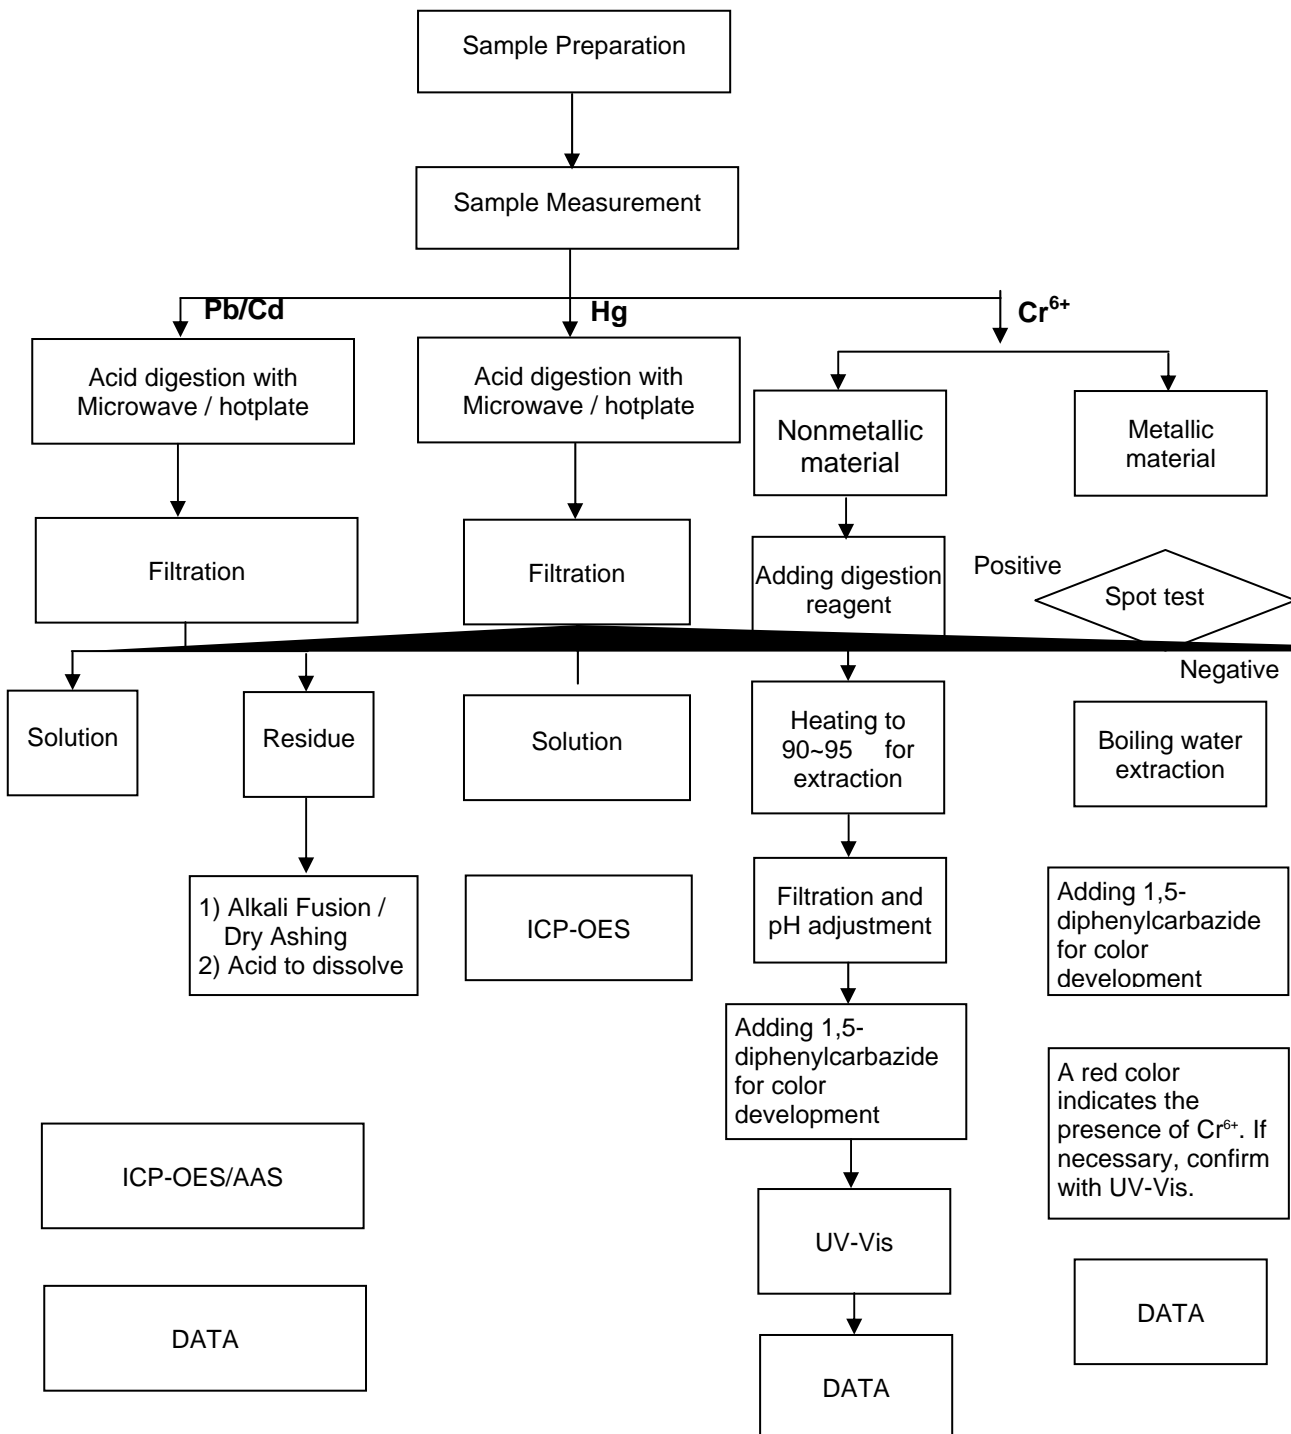 Sample Preparation
Sample Measurement
Pb/Cd
Hg
Cr⁶⁺
Acid digestion with
Microwave / hotplate
Acid digestion with
Microwave / hotplate
Nonmetallic
material
Metallic
material
Filtration
Filtration
Adding digestion
reagent
Positive
Spot test
Negative
Solution
Residue
Solution
Heating to
90~95 for
extraction
Boiling water
extraction
1) Alkali Fusion /
Dry Ashing
2) Acid to dissolve
ICP-OES
Filtration and
pH adjustment
Adding 1,5-
diphenylcarbazide
for color
development
Adding 1,5-
diphenylcarbazide
for color
development
A red color
indicates the
presence of Cr⁶⁺. If
necessary, confirm
with UV-Vis.
ICP-OES/AAS
UV-Vis
DATA
DATA
DATA